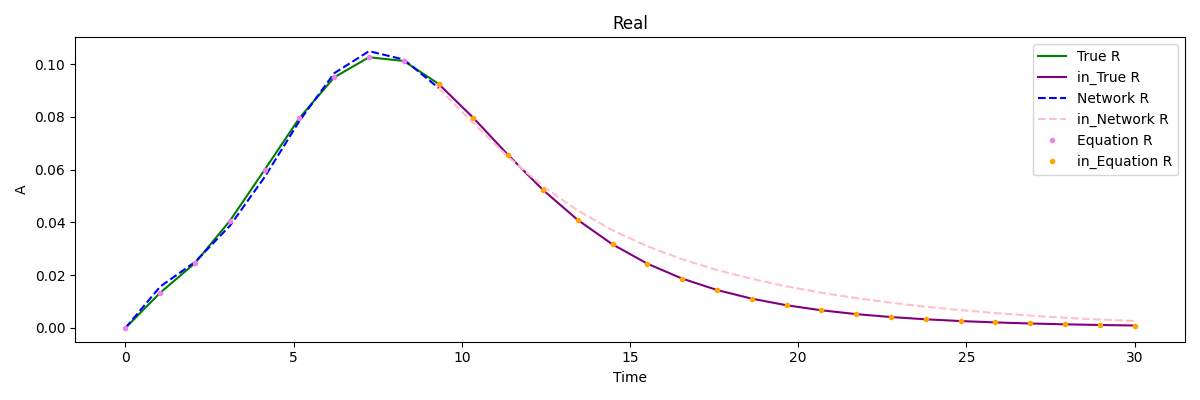 Real
True R
in_True R
Network R
in_Network R
Equation R
in_Equation R
A
0.10
0.08
0.06
0.04
0.02
0.00
0 5 10 15 20 25 30
Time